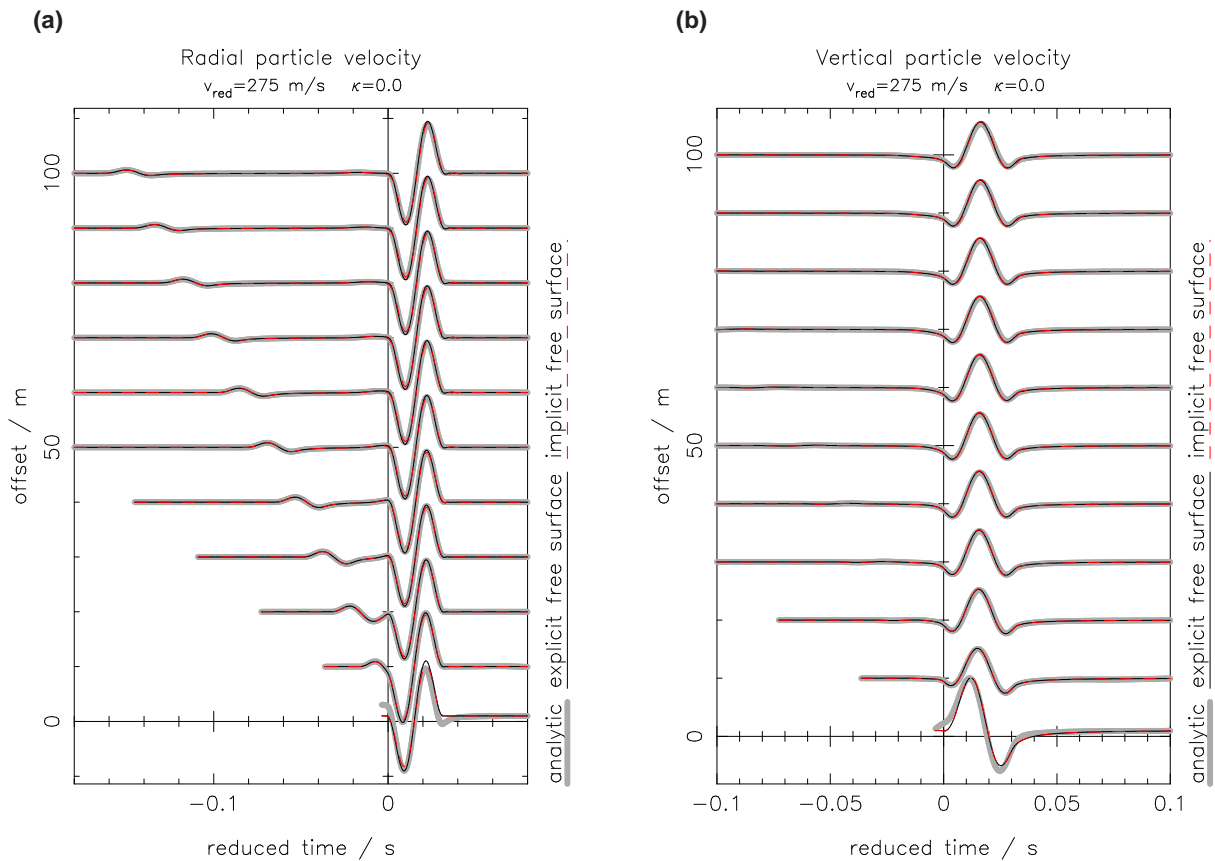 (a)
Radial particle velocity
v_red=275 m/s κ=0.0
100
50
0
offset / m
-0.1
0
reduced time / s
analytic explicit free surface implicit free surface
(b)
Vertical particle velocity
v_red=275 m/s κ=0.0
100
50
0
offset / m
-0.1
-0.05
0
0.05
0.1
reduced time / s
analytic explicit free surface implicit free surface